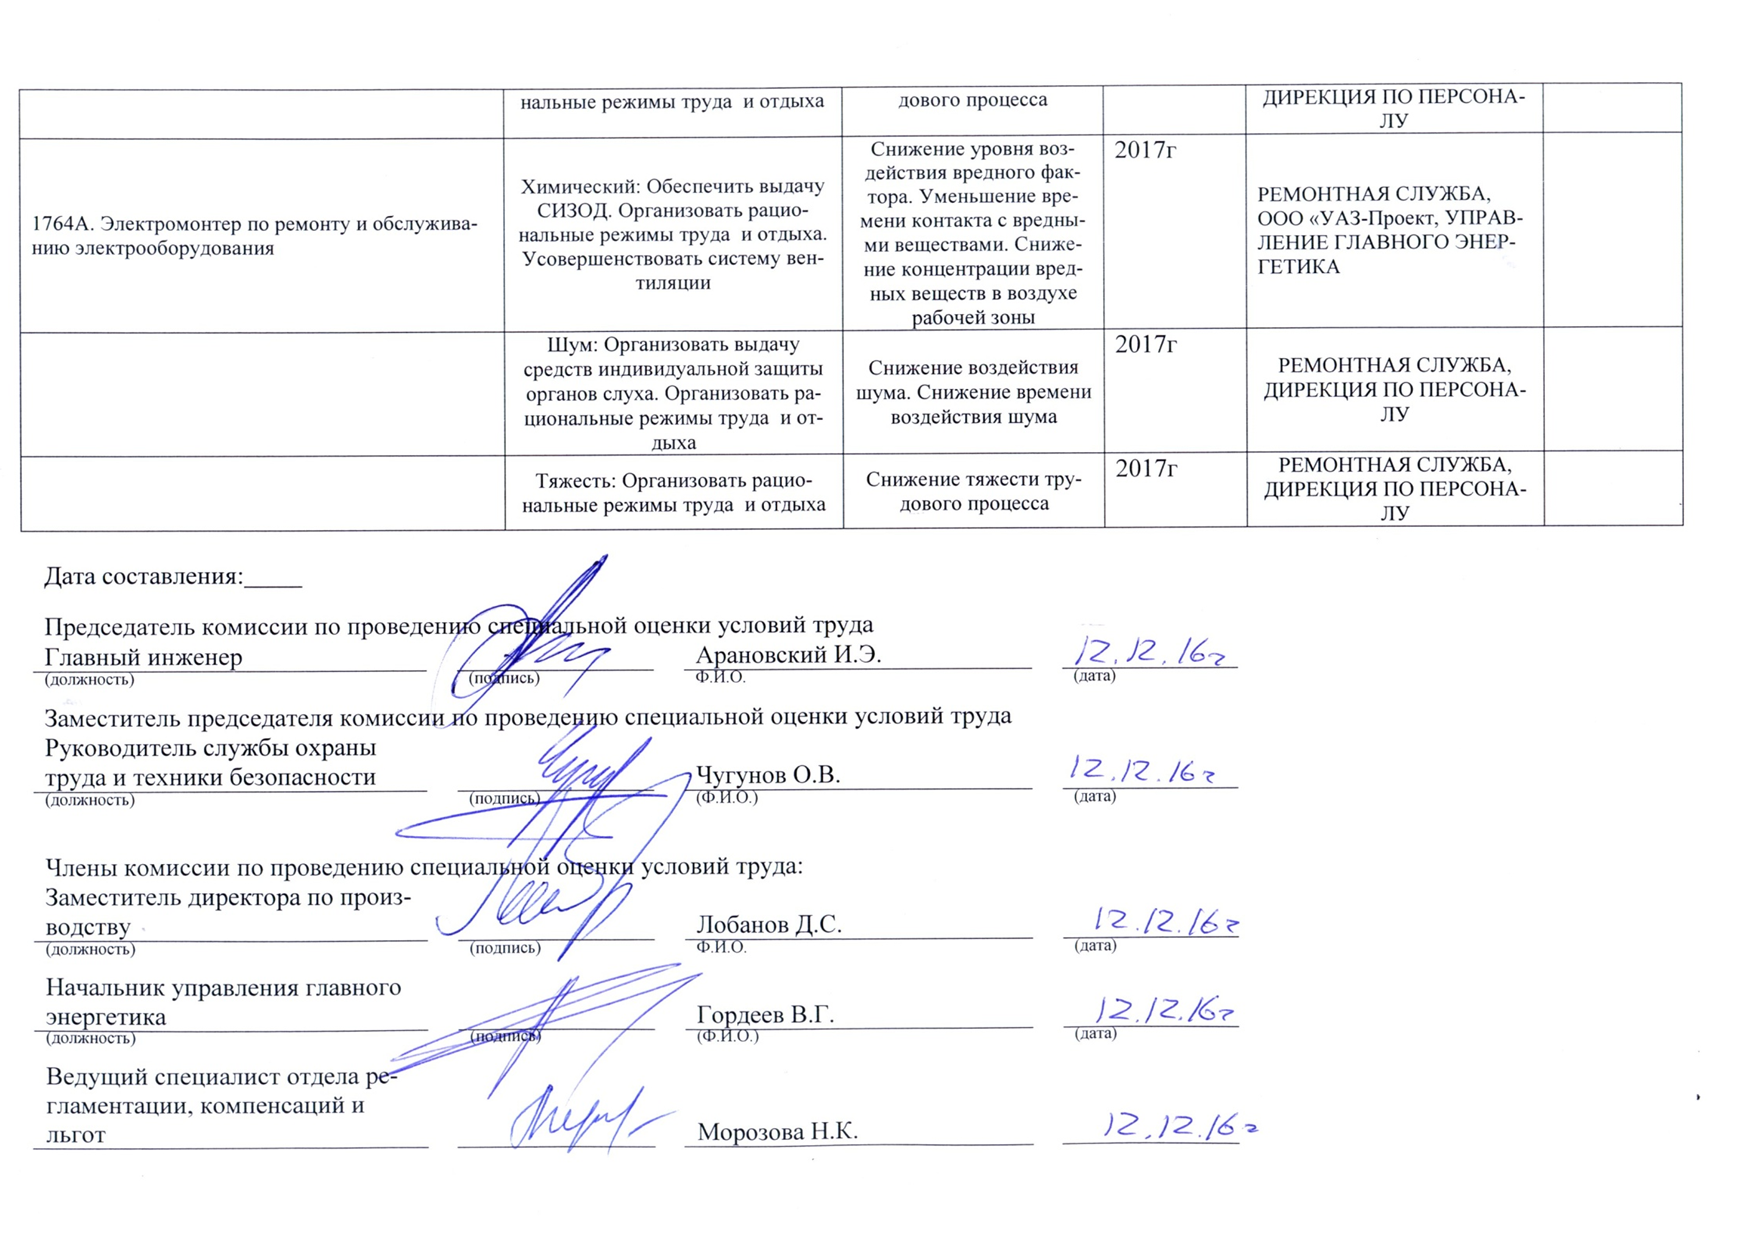 нальные режимы труда и отдыха
дового процесса
ДИРЕКЦИЯ ПО ПЕРСОНА-
ЛУ
1764А. Электромонтер по ремонту и обслужива-
нию электрооборудования
Химический: Обеспечить выдачу
СИЗОД. Организовать рацио-
нальные режимы труда и отдыха.
Усовершенствовать систему вен-
тиляции
Снижение уровня воз-
действия вредного фак-
тора. Уменьшение вре-
мени контакта с вредны-
ми веществами. Сниже-
ние концентрации вред-
ных веществ в воздухе
рабочей зоны
2017г
РЕМОНТНАЯ СЛУЖБА,
ООО «УАЗ-Проект, УПРАВ-
ЛЕНИЕ ГЛАВНОГО ЭНЕР-
ГЕТИКА
Шум: Организовать выдачу
средств индивидуальной защиты
органов слуха. Организовать ра-
циональные режимы труда и от-
дыха
Снижение воздействия
шума. Снижение времени
воздействия шума
2017г
РЕМОНТНАЯ СЛУЖБА,
ДИРЕКЦИЯ ПО ПЕРСОНА-
ЛУ
Тяжесть: Организовать рацио-
нальные режимы труда и отдыха
Снижение тяжести тру-
дового процесса
2017г
РЕМОНТНАЯ СЛУЖБА,
ДИРЕКЦИЯ ПО ПЕРСОНА-
ЛУ
Дата составления:_____
Председатель комиссии по проведению специальной оценки условий труда
Главный инженер Арановский И.Э. 12.12.16г
(должность) (подпись) Ф.И.О. (дата)
Заместитель председателя комиссии по проведению специальной оценки условий труда
Руководитель службы охраны
труда и техники безопасности Чугунов О.В. 12.12.16г
(должность) (подпись) (Ф.И.О.) (дата)
Члены комиссии по проведению специальной оценки условий труда:
Заместитель директора по произ-
водству Лобанов Д.С. 12.12.16г
(должность) (подпись) Ф.И.О. (дата)
Начальник управления главного
энергетика Гордеев В.Г. 12.12.16г
(должность) (подпись) (Ф.И.О.) (дата)
Ведущий специалист отдела ре-
гламентации, компенсаций и
льгот Морозова Н.К. 12.12.16г